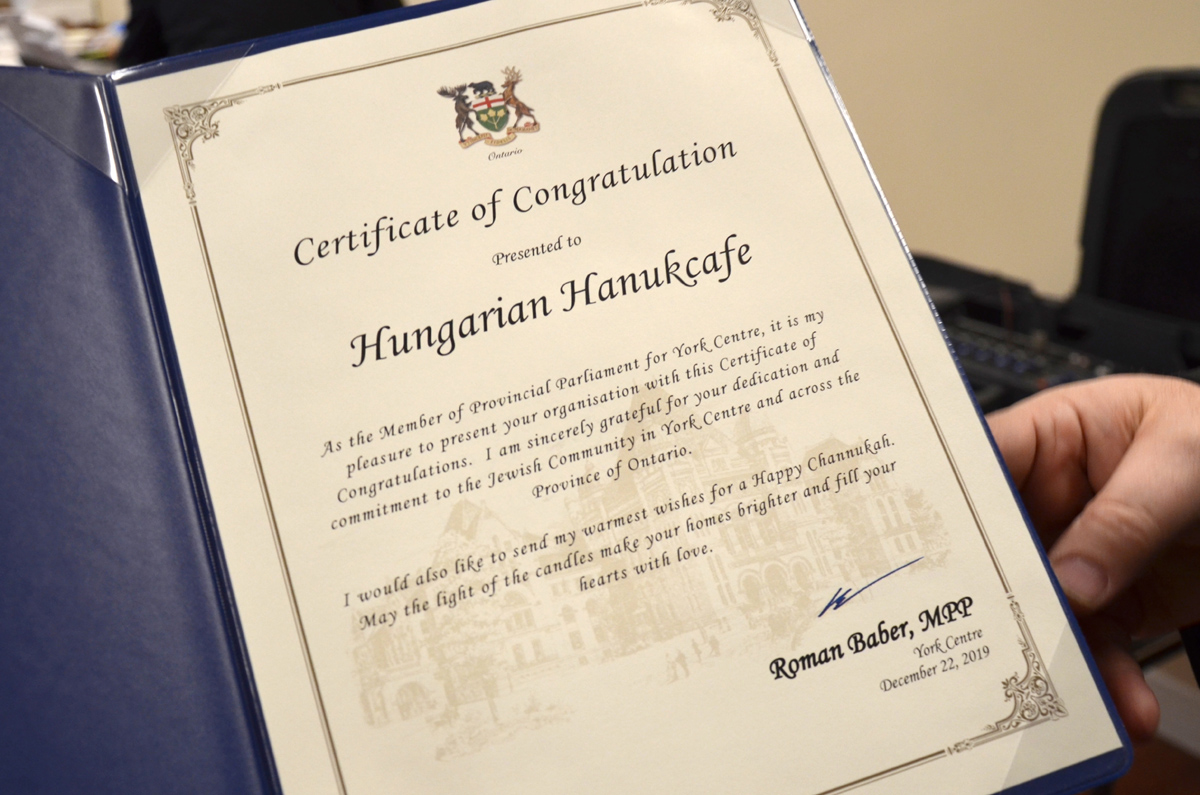 Ontario
Certificate of Congratulation
Presented to
Hungarian Hanukcafe
As the Member of Provincial Parliament for York Centre, it is my
pleasure to present your organisation with this Certificate of
Congratulations. I am sincerely grateful for your dedication and
commitment to the Jewish Community in York Centre and across the
Province of Ontario.
I would also like to send my warmest wishes for a Happy Channukah.
May the light of the candles make your homes brighter and fill your
hearts with love.
Roman Baber, MPP
York Centre
December 22, 2019